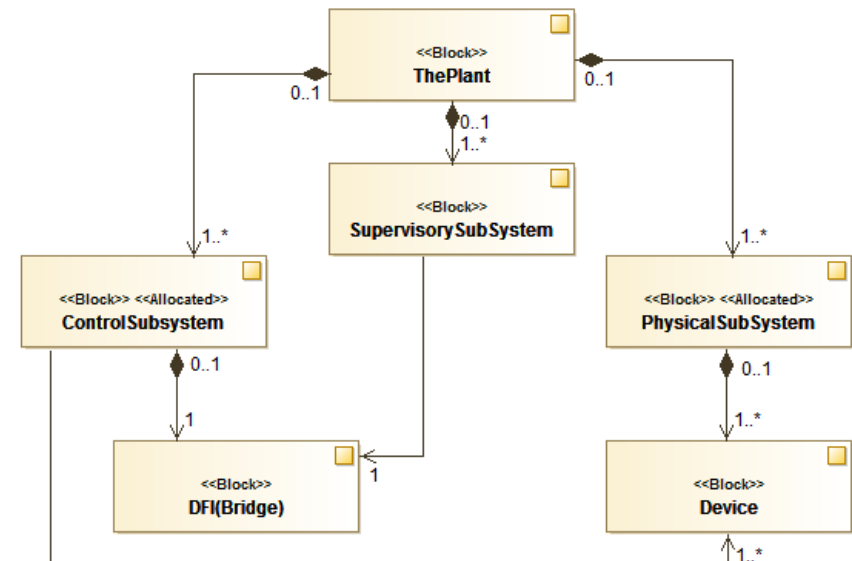 <<Block>>
ThePlant
0..1
0..1
0..1
1..*
<<Block>>
SupervisorySubSystem
1..*
1..*
<<Block>> <<Allocated>>
ControlSubsystem
<<Block>> <<Allocated>>
PhysicalSubSystem
0..1
0..1
1
1..*
1
<<Block>>
DFI(Bridge)
<<Block>>
Device
1..*